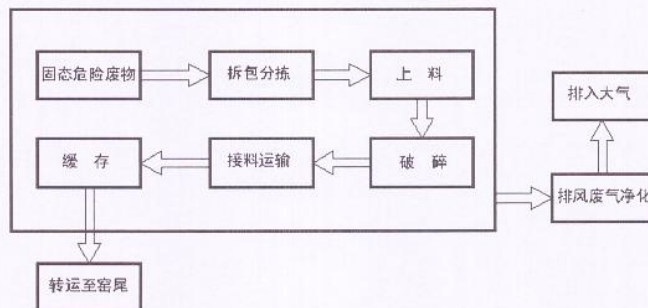 固态危险废物
拆包分拣
上 料
排入大气
缓 存
接料运输
破 碎
排风废气净化
转运至窑尾